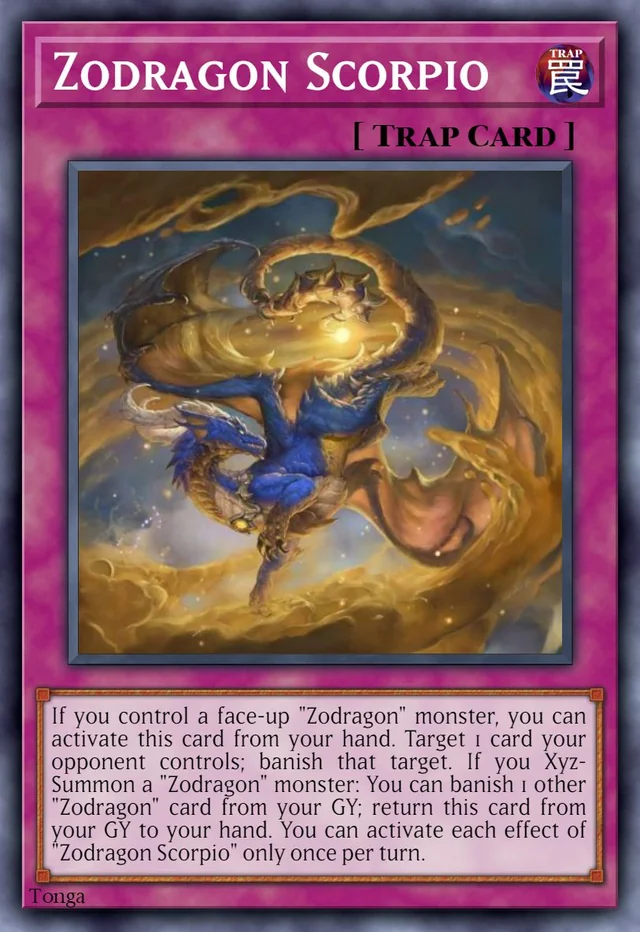 Zodragon Scorpio
TRAP
罠
[ Trap Card ]
If you control a face-up "Zodragon" monster, you can
activate this card from your hand. Target 1 card your
opponent controls; banish that target. If you Xyz-
Summon a "Zodragon" monster: You can banish 1 other
"Zodragon" card from your GY; return this card from
your GY to your hand. You can activate each effect of
"Zodragon Scorpio" only once per turn.
Tonga